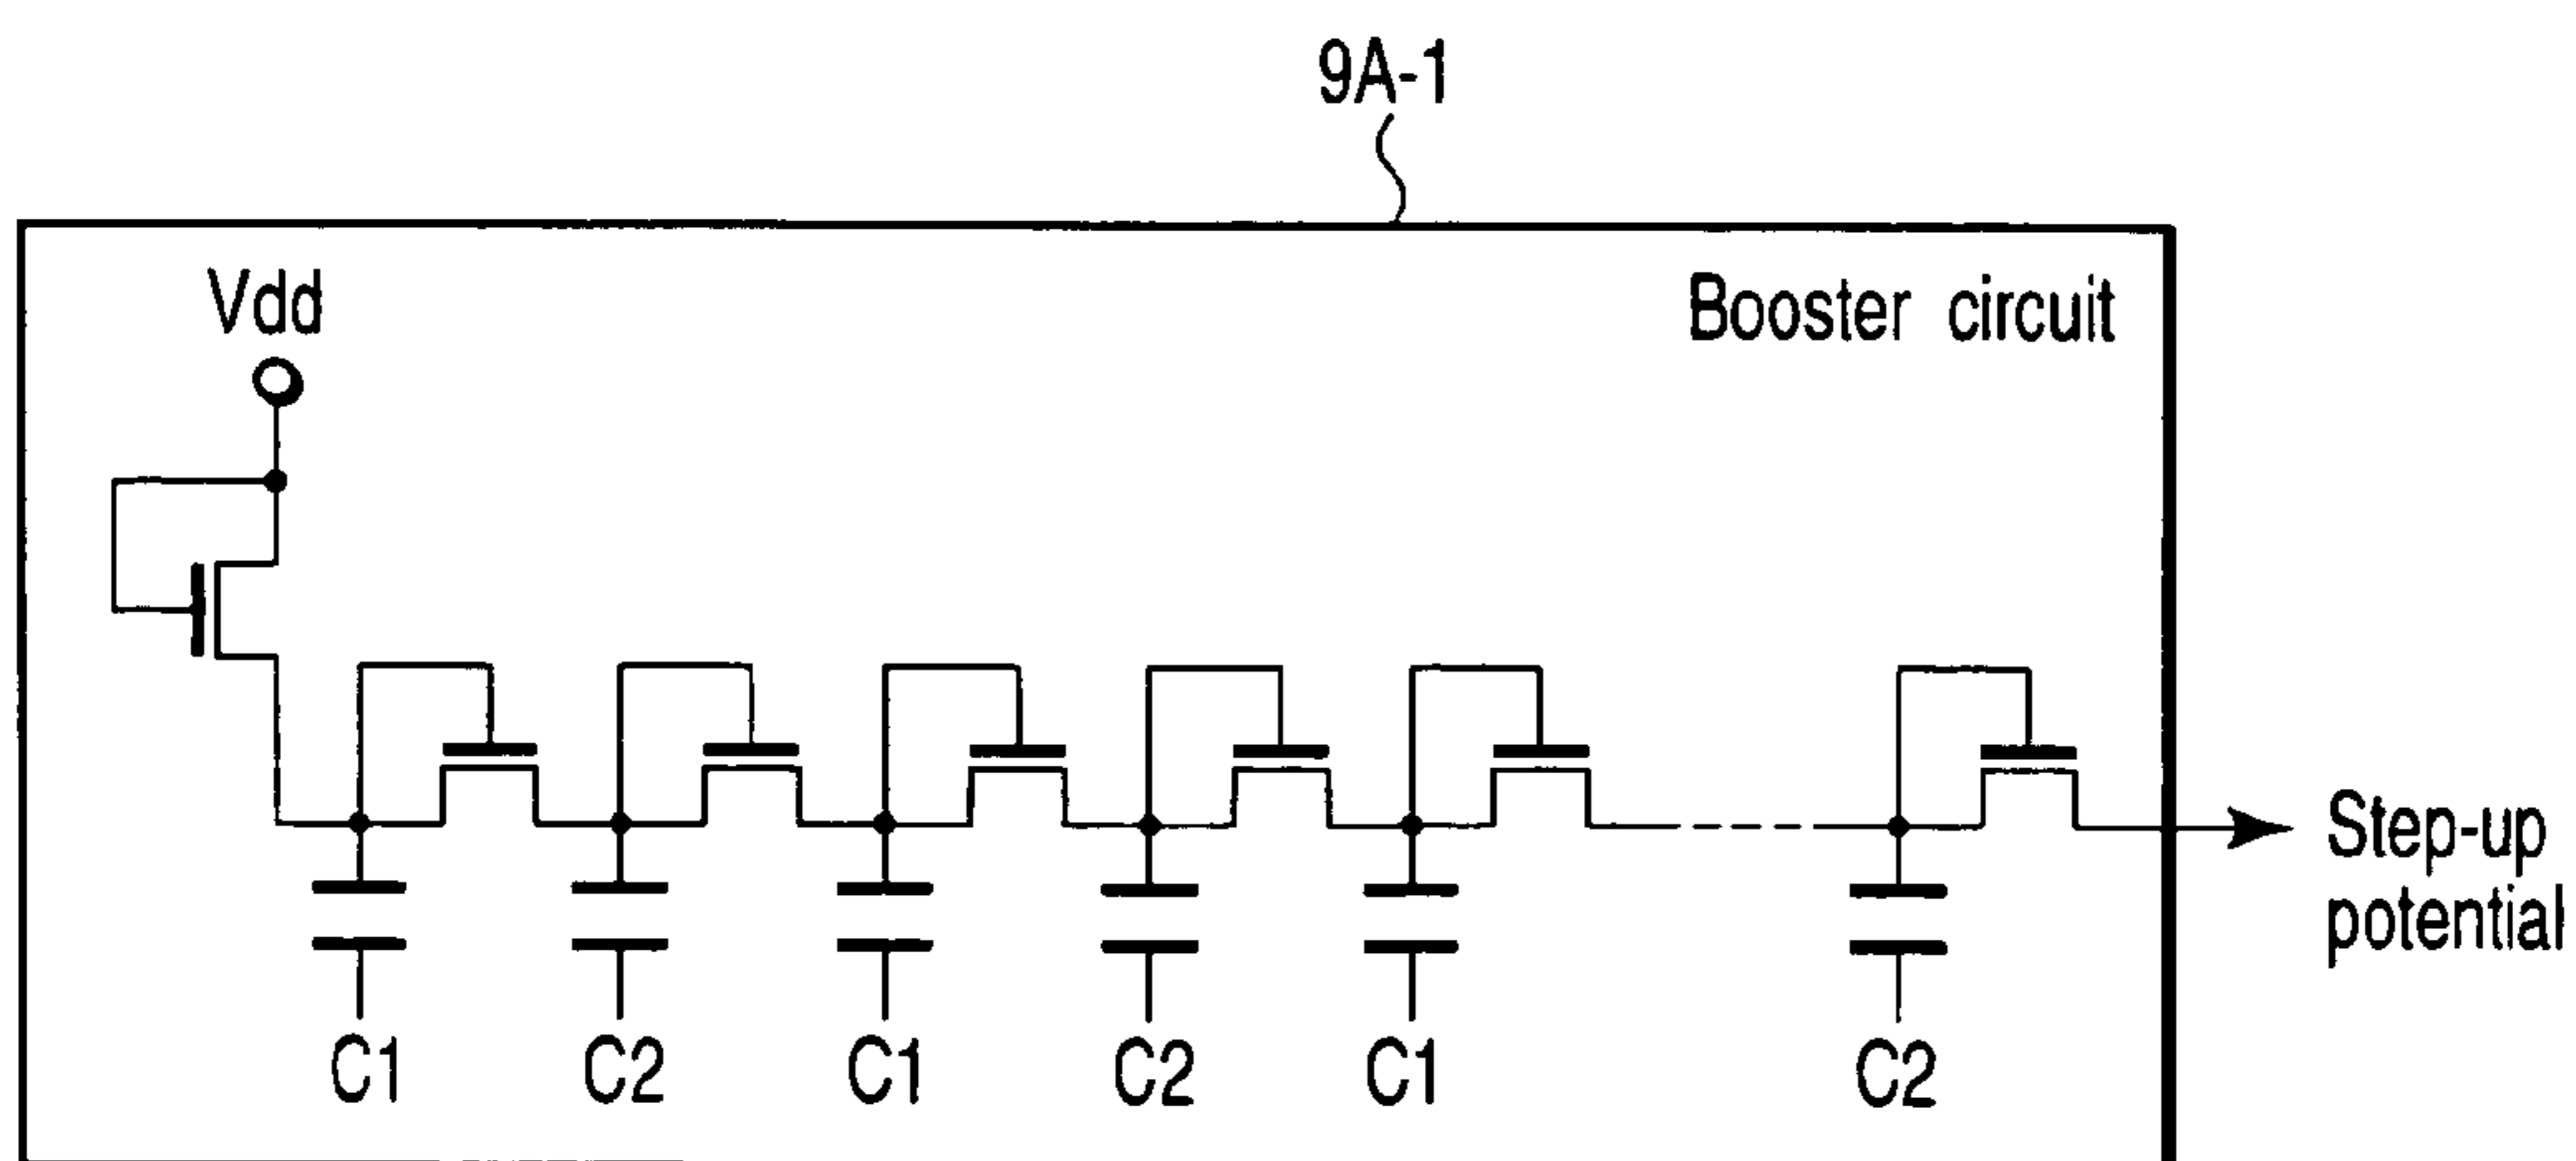 9A-1
Vdd
Booster circuit
Step-up
potential
C1 C2 C1 C2 C1 C2